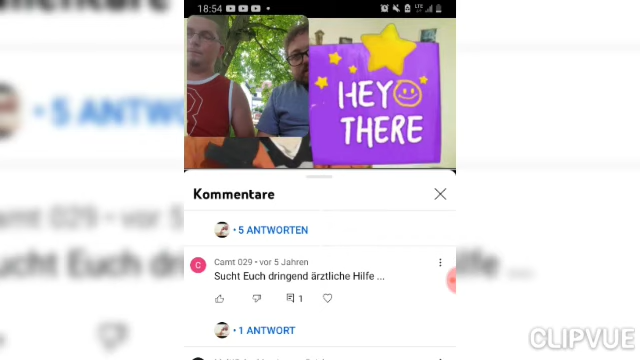 18:54
LTE
HEY
THERE
Kommentare
• 5 ANTWORTEN
C
Camt 029 • vor 5 Jahren
Sucht Euch dringend ärztliche Hilfe ...
1
• 1 ANTWORT
CLIPVUE